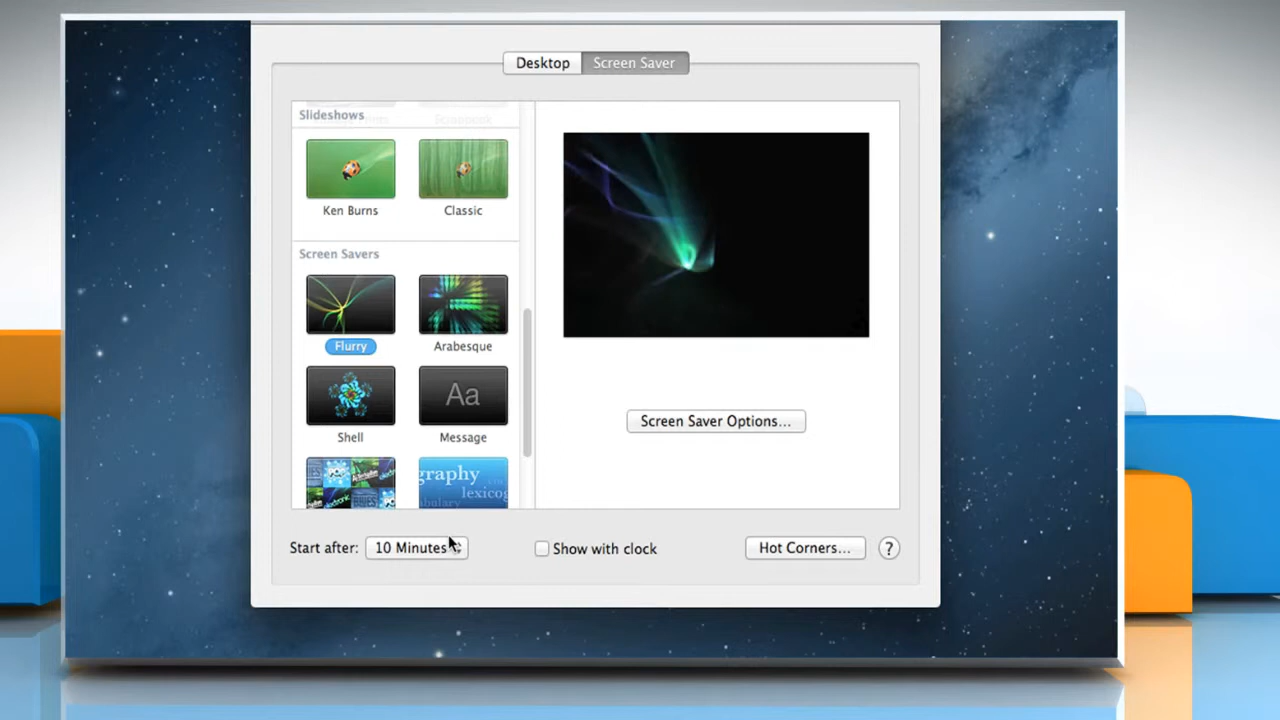 Desktop
Screen Saver
Slideshows
Ken Burns
Classic
Screen Savers
Flurry
Arabesque
Shell
Aa
Message
graphy
lexicog
Start after:
10 Minutes
Show with clock
Screen Saver Options...
Hot Corners...
?